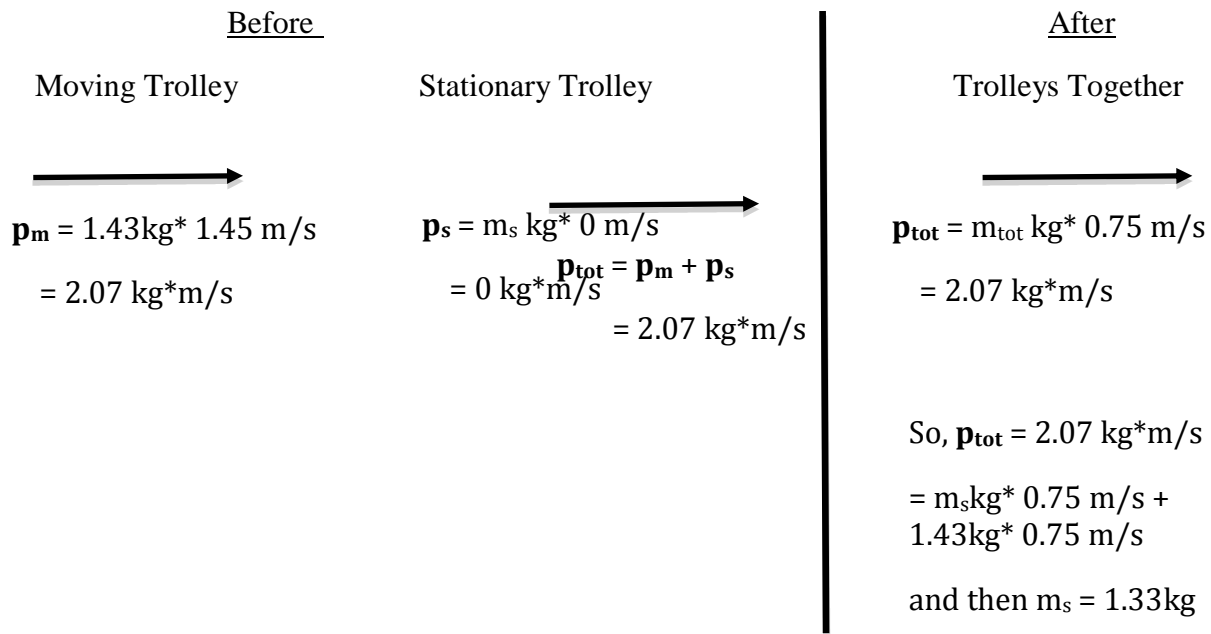 Before
After
Moving Trolley
Stationary Trolley
Trolleys Together
pm = 1.43kg* 1.45 m/s
= 2.07 kg*m/s
ps = ms kg* 0 m/s
= 0 kg*m/s
ptot = pm + ps
= 2.07 kg*m/s
ptot = mtot kg* 0.75 m/s
= 2.07 kg*m/s
So, ptot = 2.07 kg*m/s
= mskg* 0.75 m/s +
1.43kg* 0.75 m/s
and then ms = 1.33kg